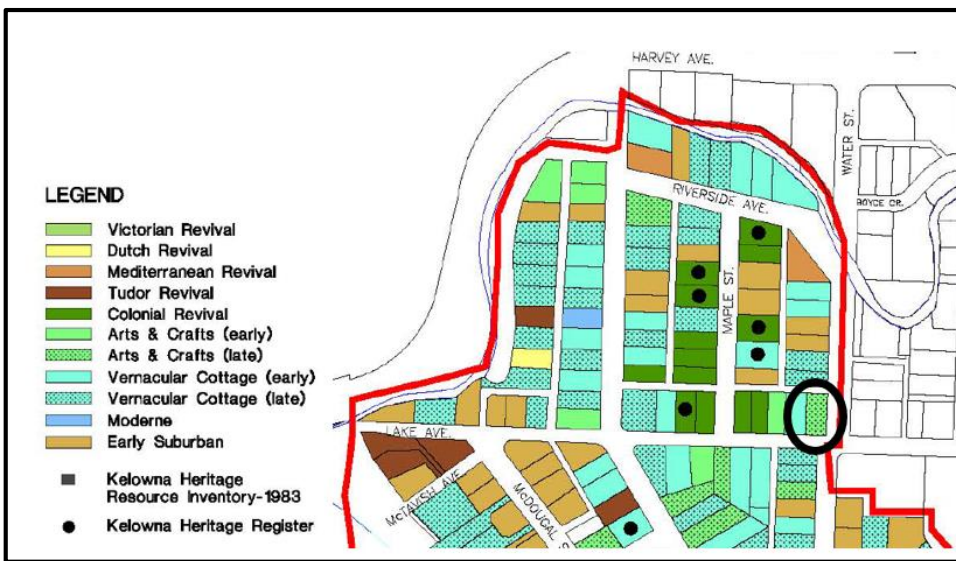 HARVEY AVE.
WATER ST.
LEGEND
Victorian Revival
Dutch Revival
Mediterranean Revival
Tudor Revival
Colonial Revival
Arts & Crafts (early)
Arts & Crafts (late)
Vernacular Cottage (early)
Vernacular Cottage (late)
Moderne
Early Suburban
Kelowna Heritage
Resource Inventory-1983
Kelowna Heritage Register
RIVERSIDE AVE.
ROYCE CR.
MAPLE ST.
LAKE AVE.
McTAVISH AVE.
McDOUGAL S